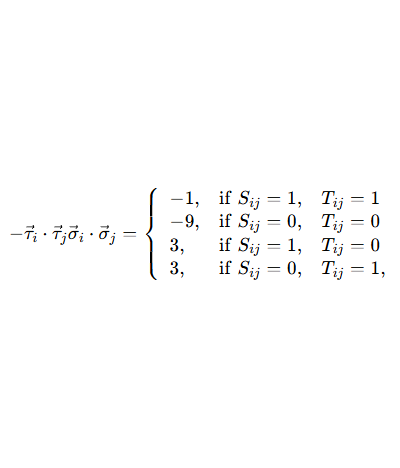 −τ⃗ᵢ · τ⃗ⱼσ⃗ᵢ · σ⃗ⱼ = {
−1, if Sᵢⱼ = 1, Tᵢⱼ = 1
−9, if Sᵢⱼ = 0, Tᵢⱼ = 0
3, if Sᵢⱼ = 1, Tᵢⱼ = 0
3, if Sᵢⱼ = 0, Tᵢⱼ = 1,